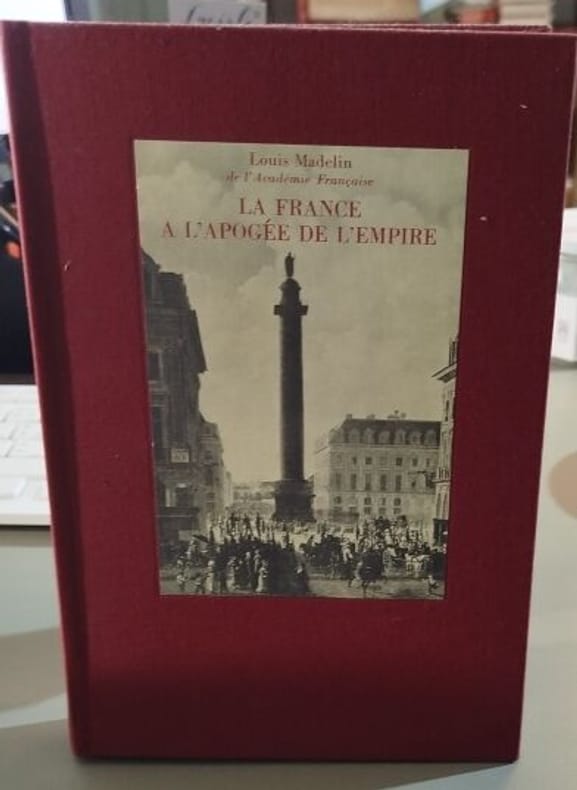 Louis Madelin
de l'Académie Française
LA FRANCE
A L'APOGÉE DE L'EMPIRE